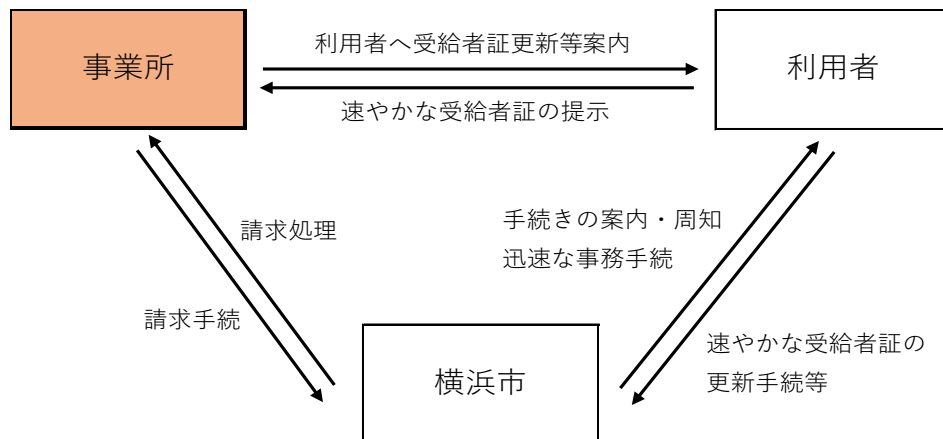 事業所
利用者へ受給者証更新等案内
利用者
速やかな受給者証の提示
請求処理
手続きの案内・周知
迅速な事務手続
請求手続
横浜市
速やかな受給者証の
更新手続等